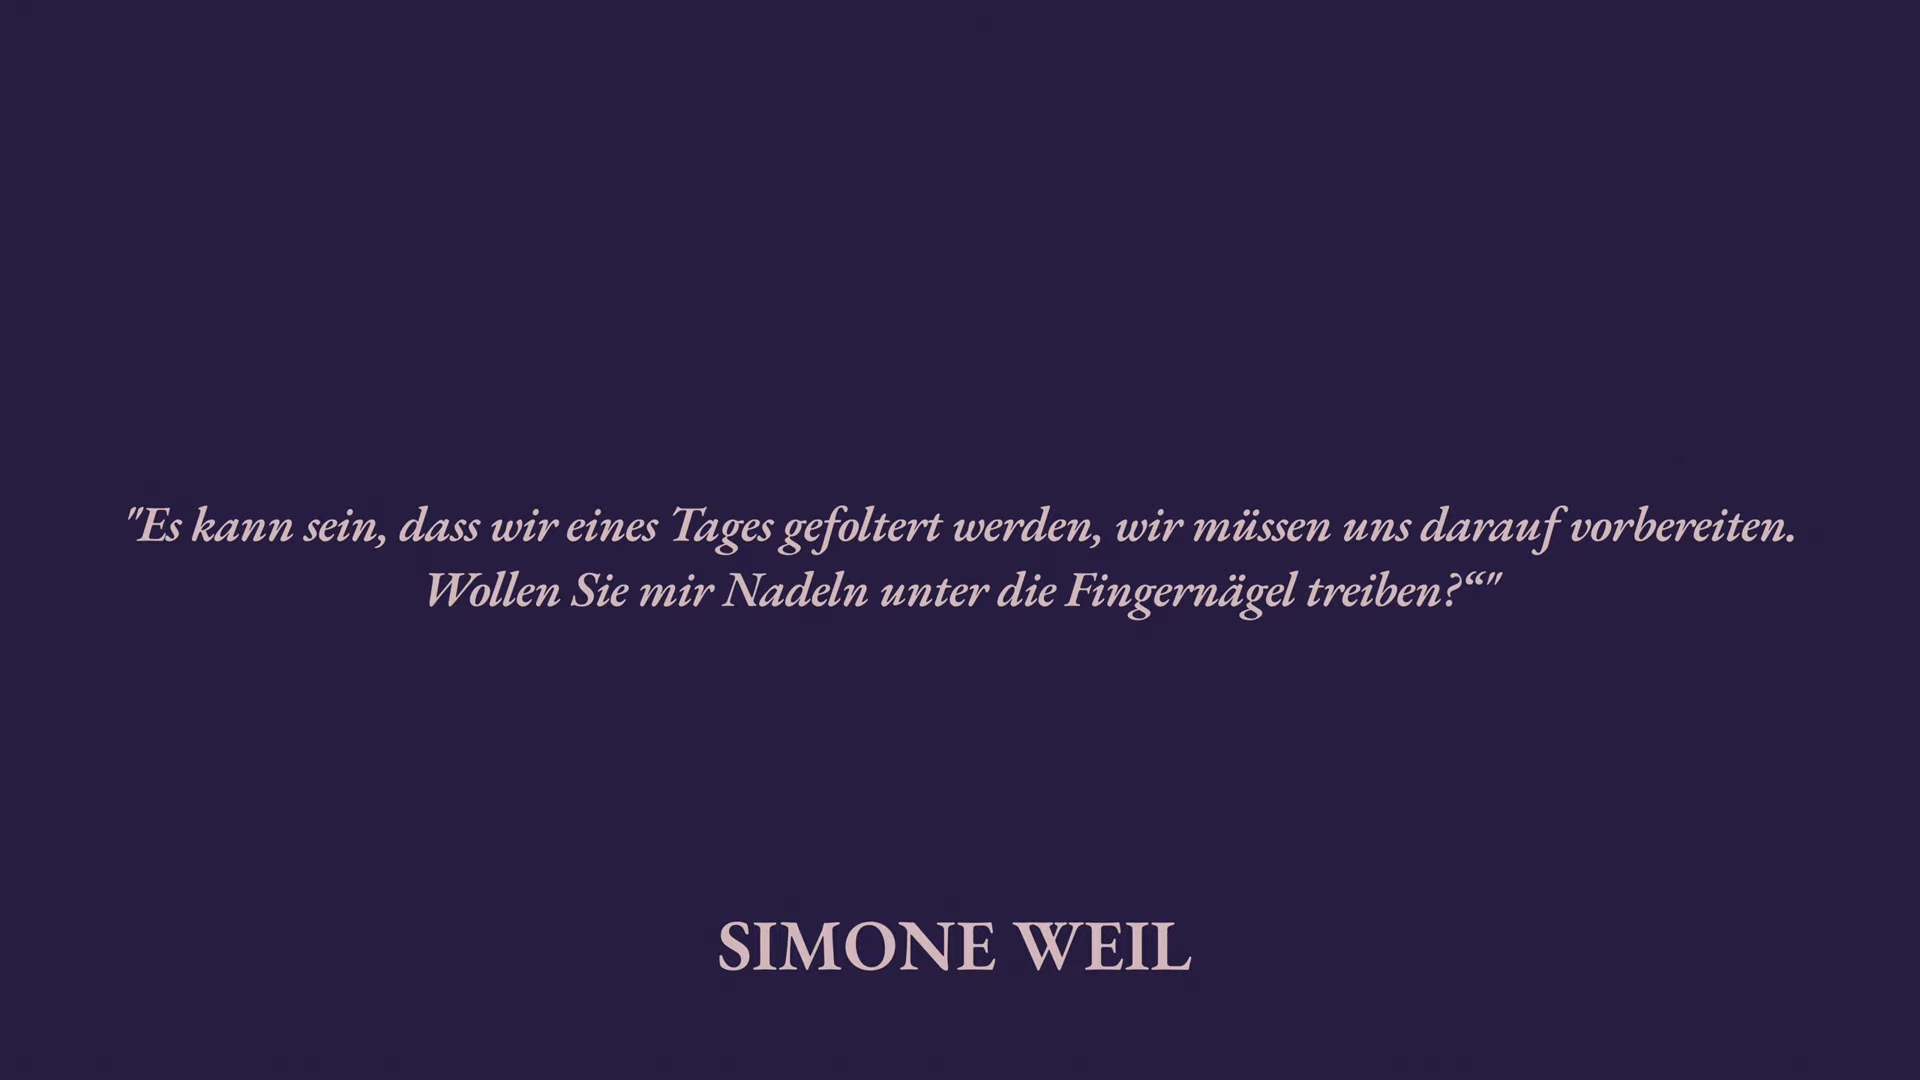 "Es kann sein, dass wir eines Tages gefoltert werden, wir müssen uns darauf vorbereiten.
Wollen Sie mir Nadeln unter die Fingernägel treiben?“"
SIMONE WEIL